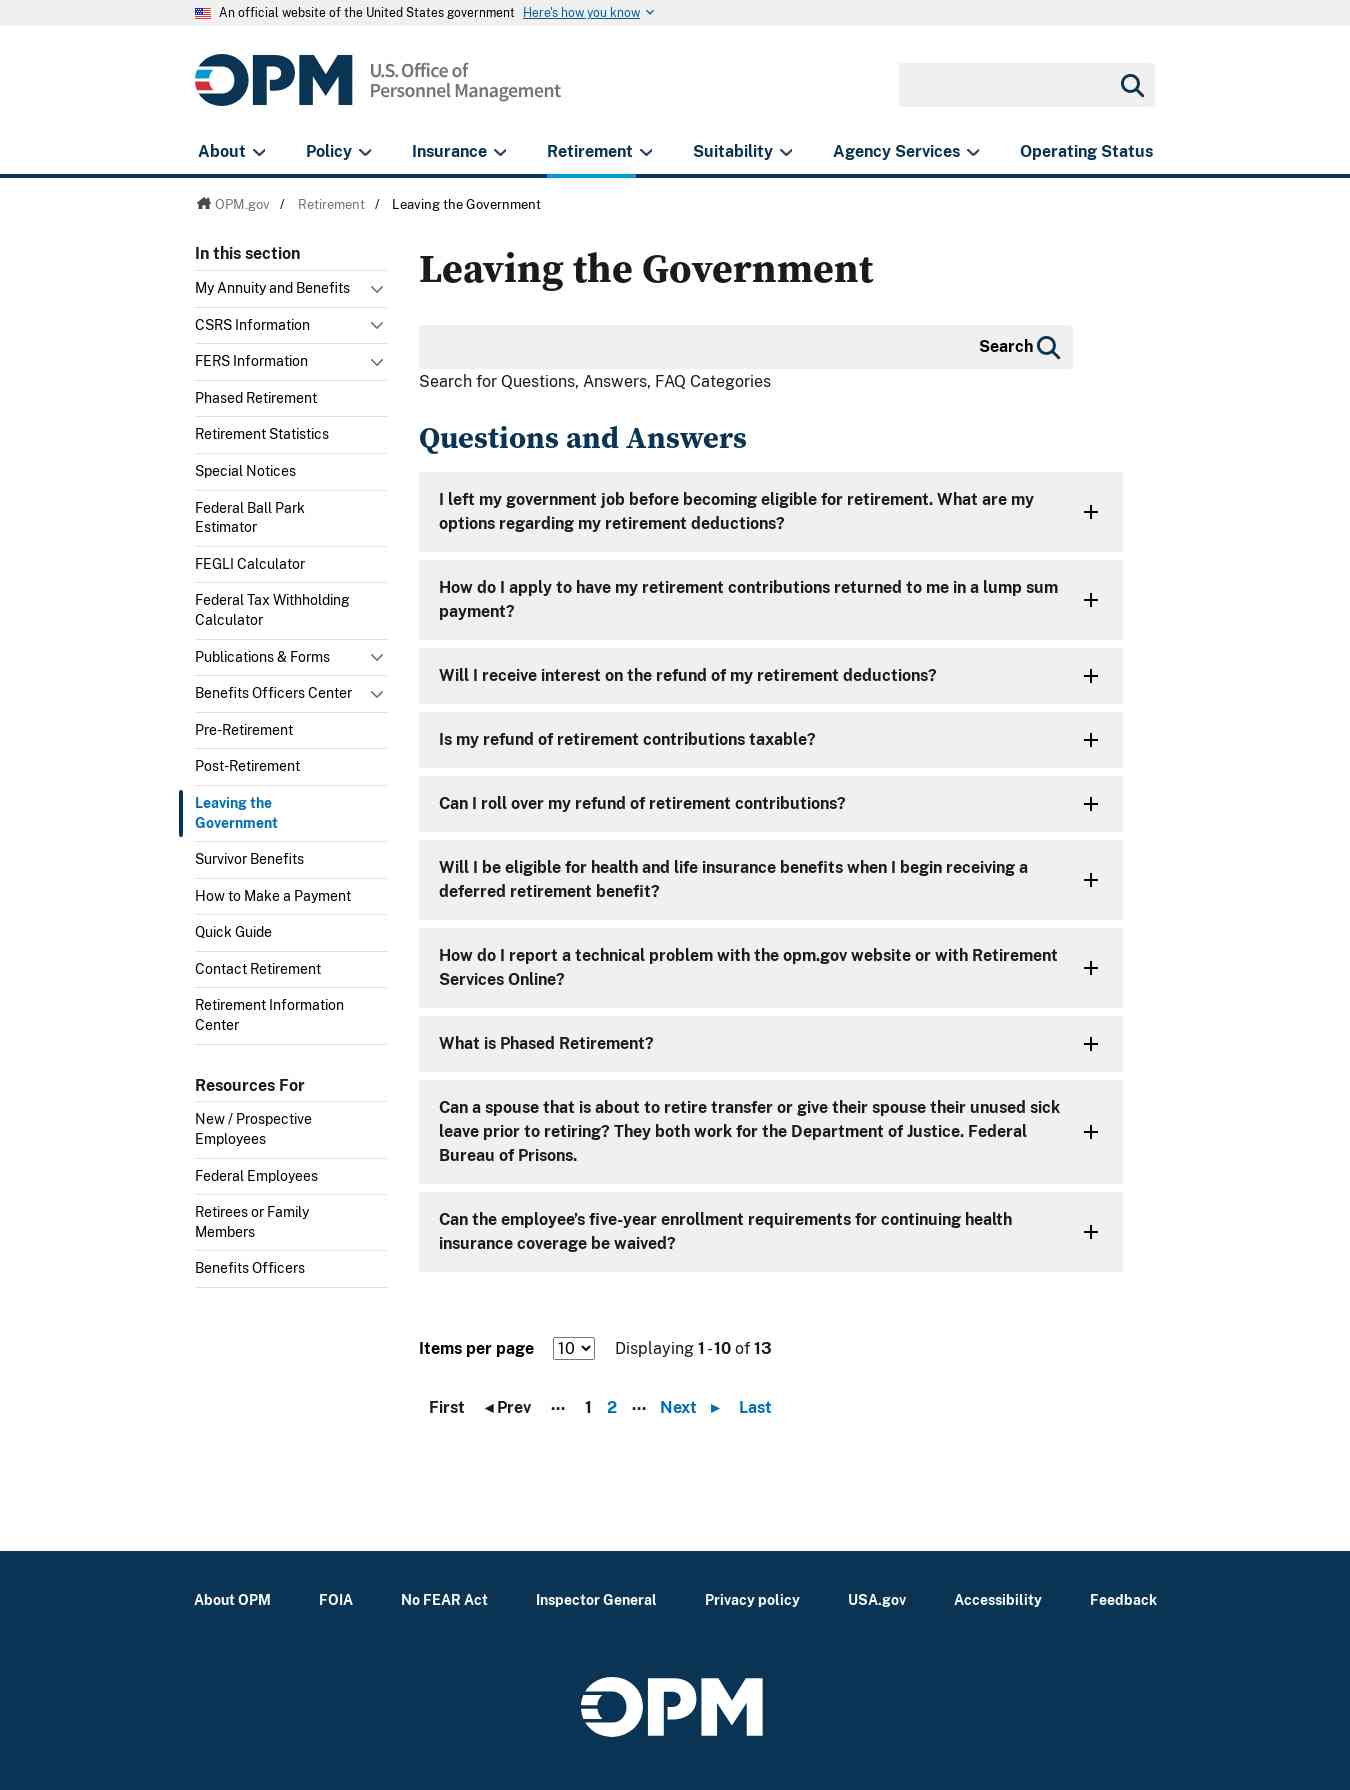 An official website of the United States government Here's how you know
OPM U.S. Office of
Personnel Management
About Policy Insurance Retirement Suitability Agency Services Operating Status
OPM.gov / Retirement / Leaving the Government
In this section
My Annuity and Benefits
CSRS Information
FERS Information
Phased Retirement
Retirement Statistics
Special Notices
Federal Ball Park
Estimator
FEGLI Calculator
Federal Tax Withholding
Calculator
Publications & Forms
Benefits Officers Center
Pre-Retirement
Post-Retirement
Leaving the
Government
Survivor Benefits
How to Make a Payment
Quick Guide
Contact Retirement
Retirement Information
Center
Resources For
New / Prospective
Employees
Federal Employees
Retirees or Family
Members
Benefits Officers
Leaving the Government
Search
Search for Questions, Answers, FAQ Categories
Questions and Answers
I left my government job before becoming eligible for retirement. What are my
options regarding my retirement deductions?
How do I apply to have my retirement contributions returned to me in a lump sum
payment?
Will I receive interest on the refund of my retirement deductions?
Is my refund of retirement contributions taxable?
Can I roll over my refund of retirement contributions?
Will I be eligible for health and life insurance benefits when I begin receiving a
deferred retirement benefit?
How do I report a technical problem with the opm.gov website or with Retirement
Services Online?
What is Phased Retirement?
Can a spouse that is about to retire transfer or give their spouse their unused sick
leave prior to retiring? They both work for the Department of Justice. Federal
Bureau of Prisons.
Can the employee’s five-year enrollment requirements for continuing health
insurance coverage be waived?
Items per page 10 Displaying 1 - 10 of 13
First ◂ Prev ··· 1 2 ··· Next ▸ Last
About OPM FOIA No FEAR Act Inspector General Privacy policy USA.gov Accessibility Feedback
OPM